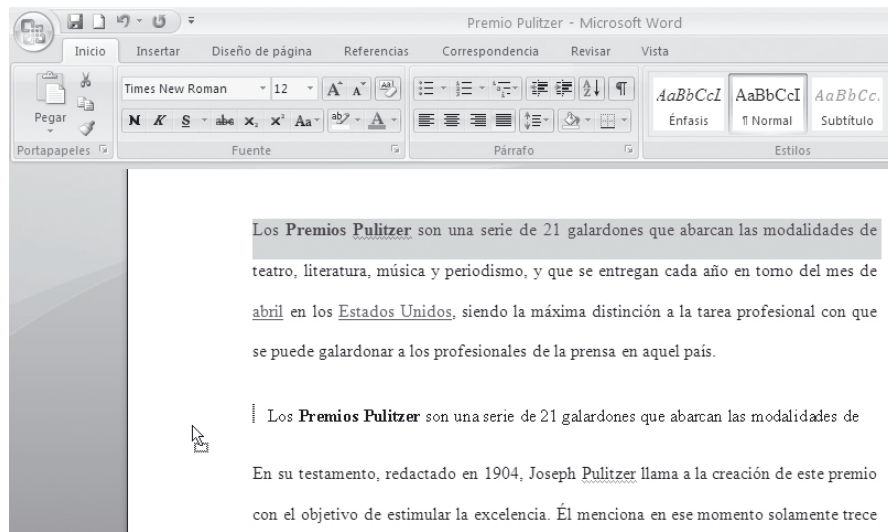 Premio Pulitzer - Microsoft Word
Inicio Insertar Diseño de página Referencias Correspondencia Revisar Vista
Pegar
Times New Roman 12
N K S abc x₂ x² Aa ab A
AaBbCcI AaBbCcI AaBbCc.
Énfasis ¶ Normal Subtítulo
Portapapeles Fuente Párrafo Estilos
Los Premios Pulitzer son una serie de 21 galardones que abarcan las modalidades de
teatro, literatura, música y periodismo, y que se entregan cada año en torno del mes de
abril en los Estados Unidos, siendo la máxima distinción a la tarea profesional con que
se puede galardonar a los profesionales de la prensa en aquel país.
Los Premios Pulitzer son una serie de 21 galardones que abarcan las modalidades de
En su testamento, redactado en 1904, Joseph Pulitzer llama a la creación de este premio
con el objetivo de estimular la excelencia. Él menciona en ese momento solamente trece